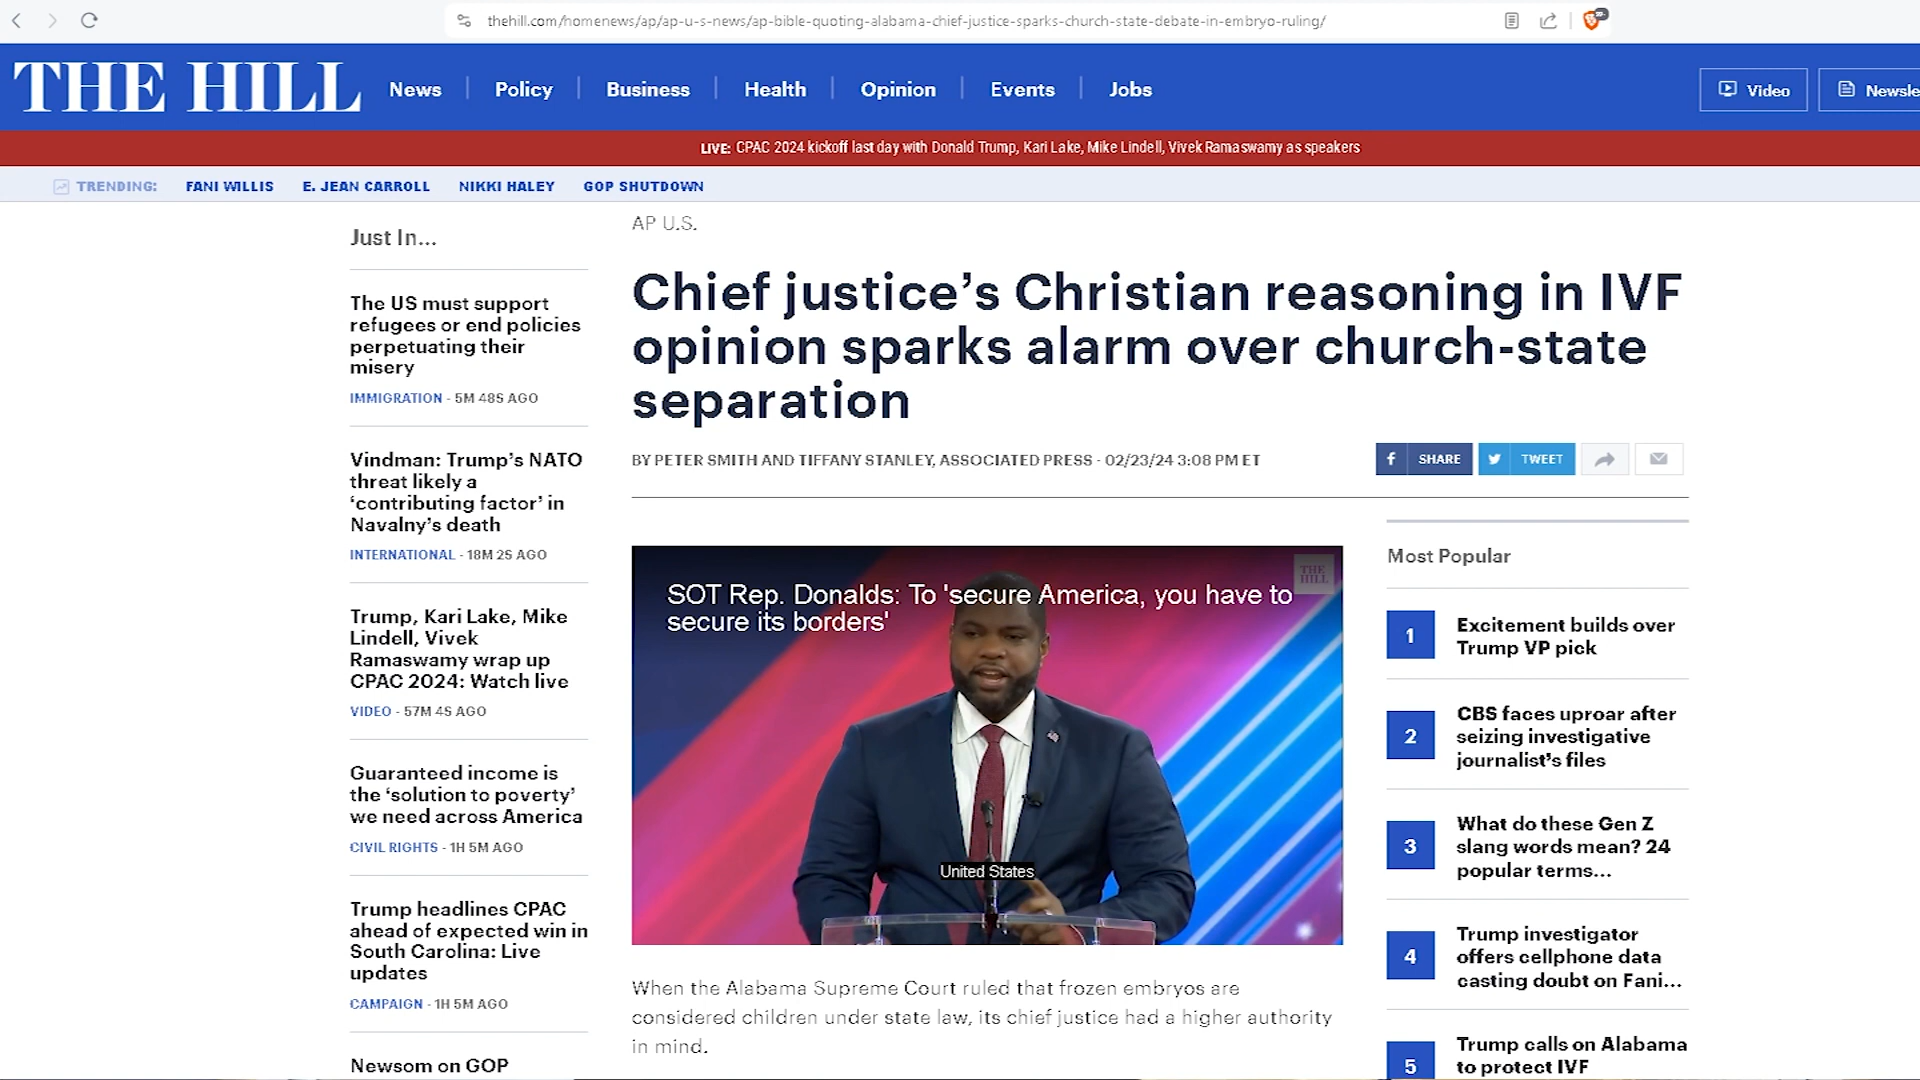 thehill.com/homenews/ap/ap-u-s-news/ap-bible-quoting-alabama-chief-justice-sparks-church-state-debate-in-embryo-ruling/
THE HILL
News
Policy
Business
Health
Opinion
Events
Jobs
Video
Newsle
LIVE: CPAC 2024 kickoff last day with Donald Trump, Kari Lake, Mike Lindell, Vivek Ramaswamy as speakers
TRENDING:
FANI WILLIS
E. JEAN CARROLL
NIKKI HALEY
GOP SHUTDOWN
Just In...
The US must support
refugees or end policies
perpetuating their
misery
IMMIGRATION - 5M 48S AGO
Vindman: Trump’s NATO
threat likely a
‘contributing factor’ in
Navalny’s death
INTERNATIONAL - 18M 2S AGO
Trump, Kari Lake, Mike
Lindell, Vivek
Ramaswamy wrap up
CPAC 2024: Watch live
VIDEO - 57M 4S AGO
Guaranteed income is
the ‘solution to poverty’
we need across America
CIVIL RIGHTS - 1H 5M AGO
Trump headlines CPAC
ahead of expected win in
South Carolina: Live
updates
CAMPAIGN - 1H 5M AGO
Newsom on GOP
AP U.S.
Chief justice’s Christian reasoning in IVF
opinion sparks alarm over church-state
separation
BY PETER SMITH AND TIFFANY STANLEY, ASSOCIATED PRESS - 02/23/24 3:08 PM ET
SHARE
TWEET
SOT Rep. Donalds: To 'secure America, you have to
secure its borders'
THE
HILL
United States
When the Alabama Supreme Court ruled that frozen embryos are
considered children under state law, its chief justice had a higher authority
in mind.
Most Popular
1
Excitement builds over
Trump VP pick
2
CBS faces uproar after
seizing investigative
journalist’s files
3
What do these Gen Z
slang words mean? 24
popular terms...
4
Trump investigator
offers cellphone data
casting doubt on Fani...
5
Trump calls on Alabama
to protect IVF